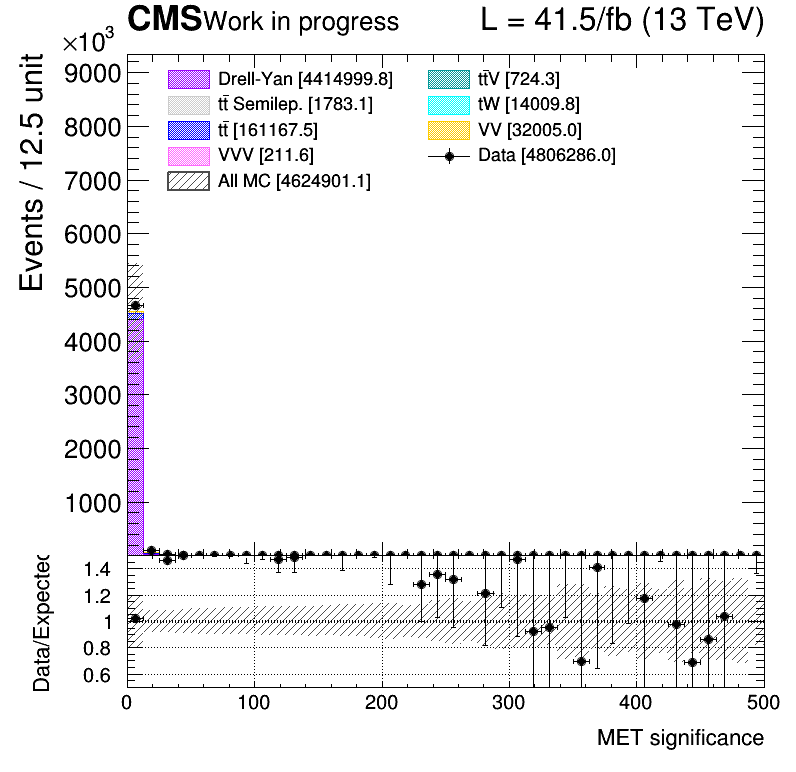 CMS Work in progress L = 41.5/fb (13 TeV)
×10³
Events / 12.5 unit
9000
8000
7000
6000
5000
4000
3000
2000
1000
Drell-Yan [4414999.8]
tt̄ Semilep. [1783.1]
tt̄ [161167.5]
VVV [211.6]
All MC [4624901.1]
tt̄V [724.3]
tW [14009.8]
VV [32005.0]
Data [4806286.0]
Data/Expected
1.4
1.2
1
0.8
0.6
0 100 200 300 400 500
MET significance